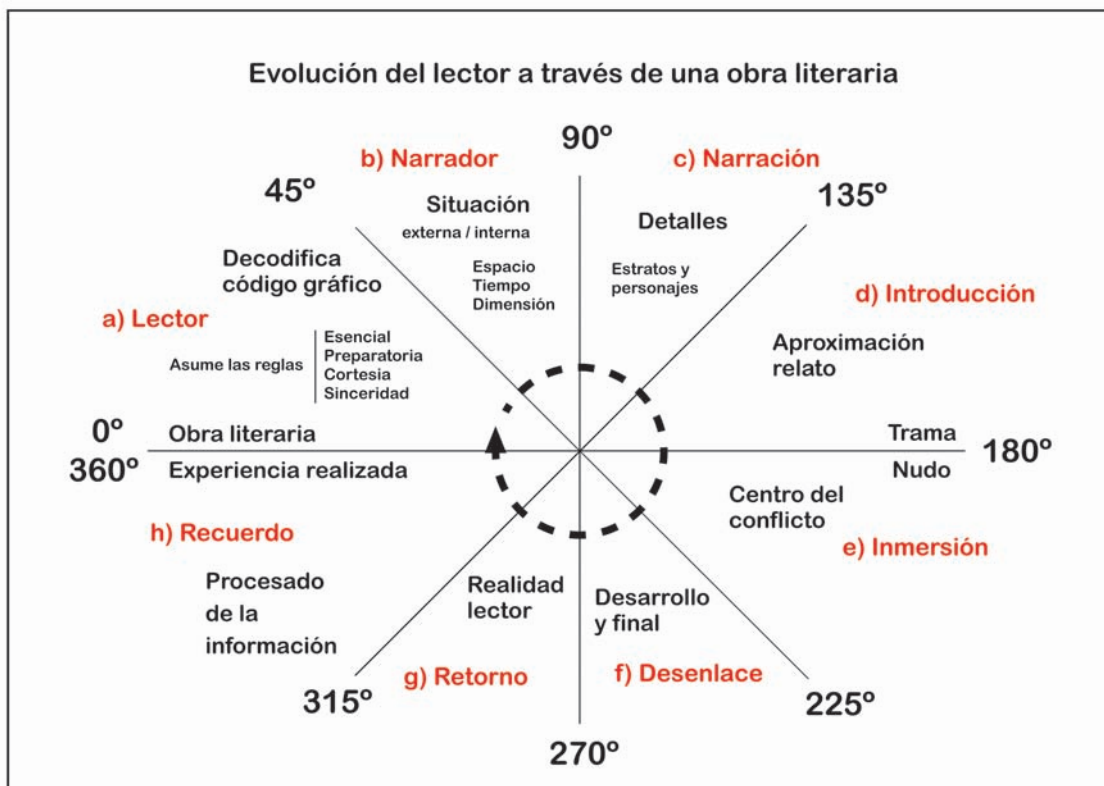 Evolución del lector a través de una obra literaria
90º
b) Narrador
c) Narración
45º
135º
Situación
externa / interna
Detalles
Espacio
Tiempo
Dimensión
Estratos y
personajes
Decodifica
código gráfico
a) Lector
d) Introducción
Asume las reglas
Esencial
Preparatoria
Cortesia
Sinceridad
Aproximación
relato
0º
Obra literaria
Trama
360º
Experiencia realizada
Nudo
180º
Centro del
conflicto
h) Recuerdo
e) Inmersión
Procesado
de la
información
Realidad
lector
Desarrollo
y final
g) Retorno
f) Desenlace
315º
225º
270º